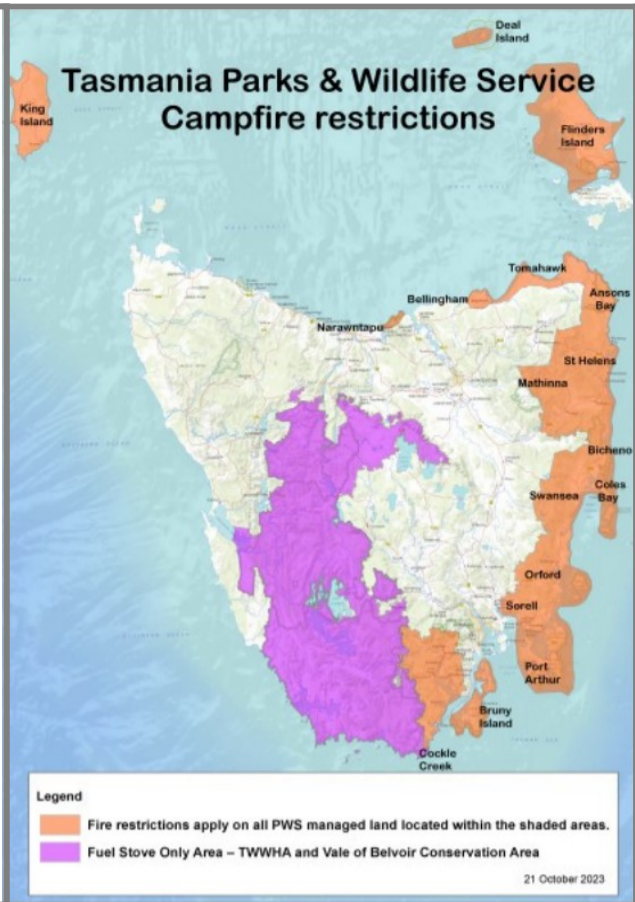 Deal
Island
Tasmania Parks & Wildlife Service
Campfire restrictions
King
Island
Flinders
Island
Tomahawk
Bellingham
Ansons
Bay
Narawntapu
St Helens
Mathinna
Bicheno
Coles
Bay
Swansea
Orford
Sorell
Port
Arthur
Bruny
Island
Cockle
Creek
Legend
Fire restrictions apply on all PWS managed land located within the shaded areas.
Fuel Stove Only Area – TWWHA and Vale of Belvoir Conservation Area
21 October 2023